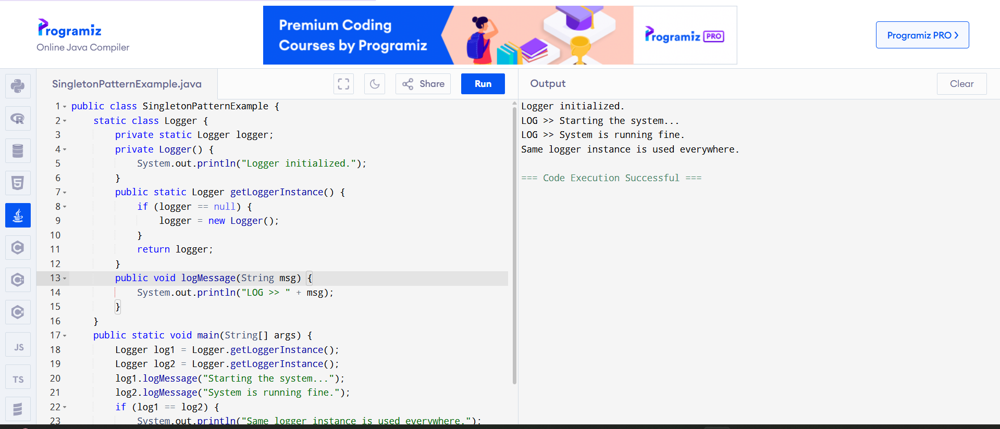 Programiz
Online Java Compiler
Premium Coding
Courses by Programiz
Programiz PRO
Programiz PRO ❯
SingletonPatternExample.java
Share
Run
Output
Clear
1 public class SingletonPatternExample {
2     static class Logger {
3         private static Logger logger;
4         private Logger() {
5             System.out.println("Logger initialized.");
6         }
7         public static Logger getLoggerInstance() {
8             if (logger == null) {
9                 logger = new Logger();
10             }
11             return logger;
12         }
13         public void logMessage(String msg) {
14             System.out.println("LOG >> " + msg);
15         }
16     }
17     public static void main(String[] args) {
18         Logger log1 = Logger.getLoggerInstance();
19         Logger log2 = Logger.getLoggerInstance();
20         log1.logMessage("Starting the system...");
21         log2.logMessage("System is running fine.");
22         if (log1 == log2) {
23             System.out.println("Same logger instance is used everywhere.");
Logger initialized.
LOG >> Starting the system...
LOG >> System is running fine.
Same logger instance is used everywhere.
=== Code Execution Successful ===
R
5
C
C
C
JS
TS